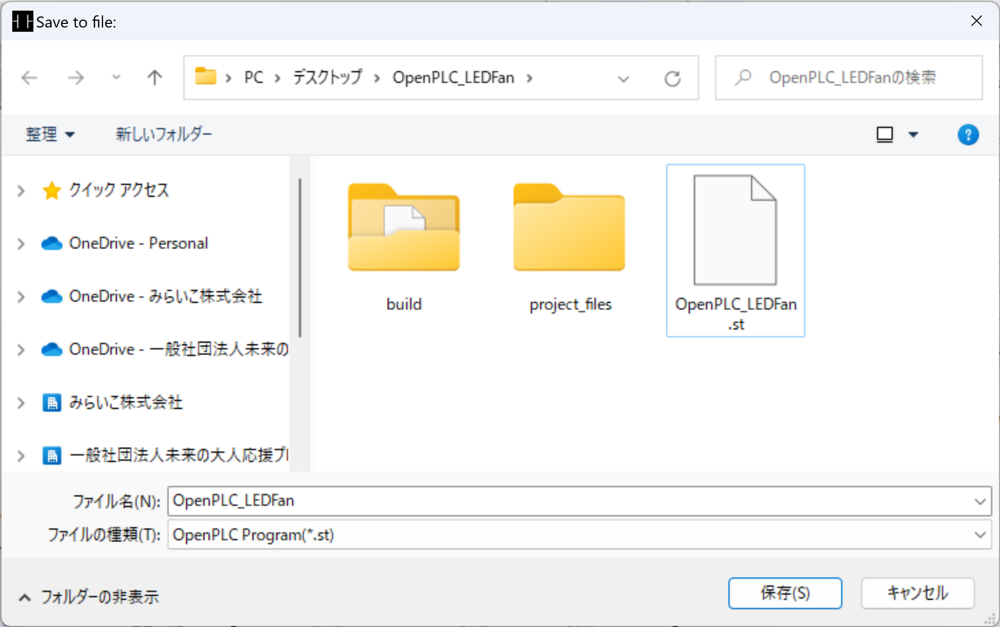 Save to file:
PC
デスクトップ
OpenPLC_LEDFan
OpenPLC_LEDFanの検索
整理
新しいフォルダー
?
クイック アクセス
OneDrive - Personal
OneDrive - みらいこ株式会社
OneDrive - 一般社団法人未来の
みらいこ株式会社
一般社団法人未来の大人応援プ
build
project_files
OpenPLC_LEDFan
.st
ファイル名(N):
OpenPLC_LEDFan
ファイルの種類(T):
OpenPLC Program(*.st)
フォルダーの非表示
保存(S)
キャンセル